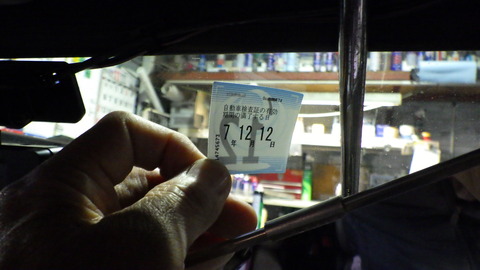 自動車検査証の有効
期間の満了する日
7 12 12
年 月 日